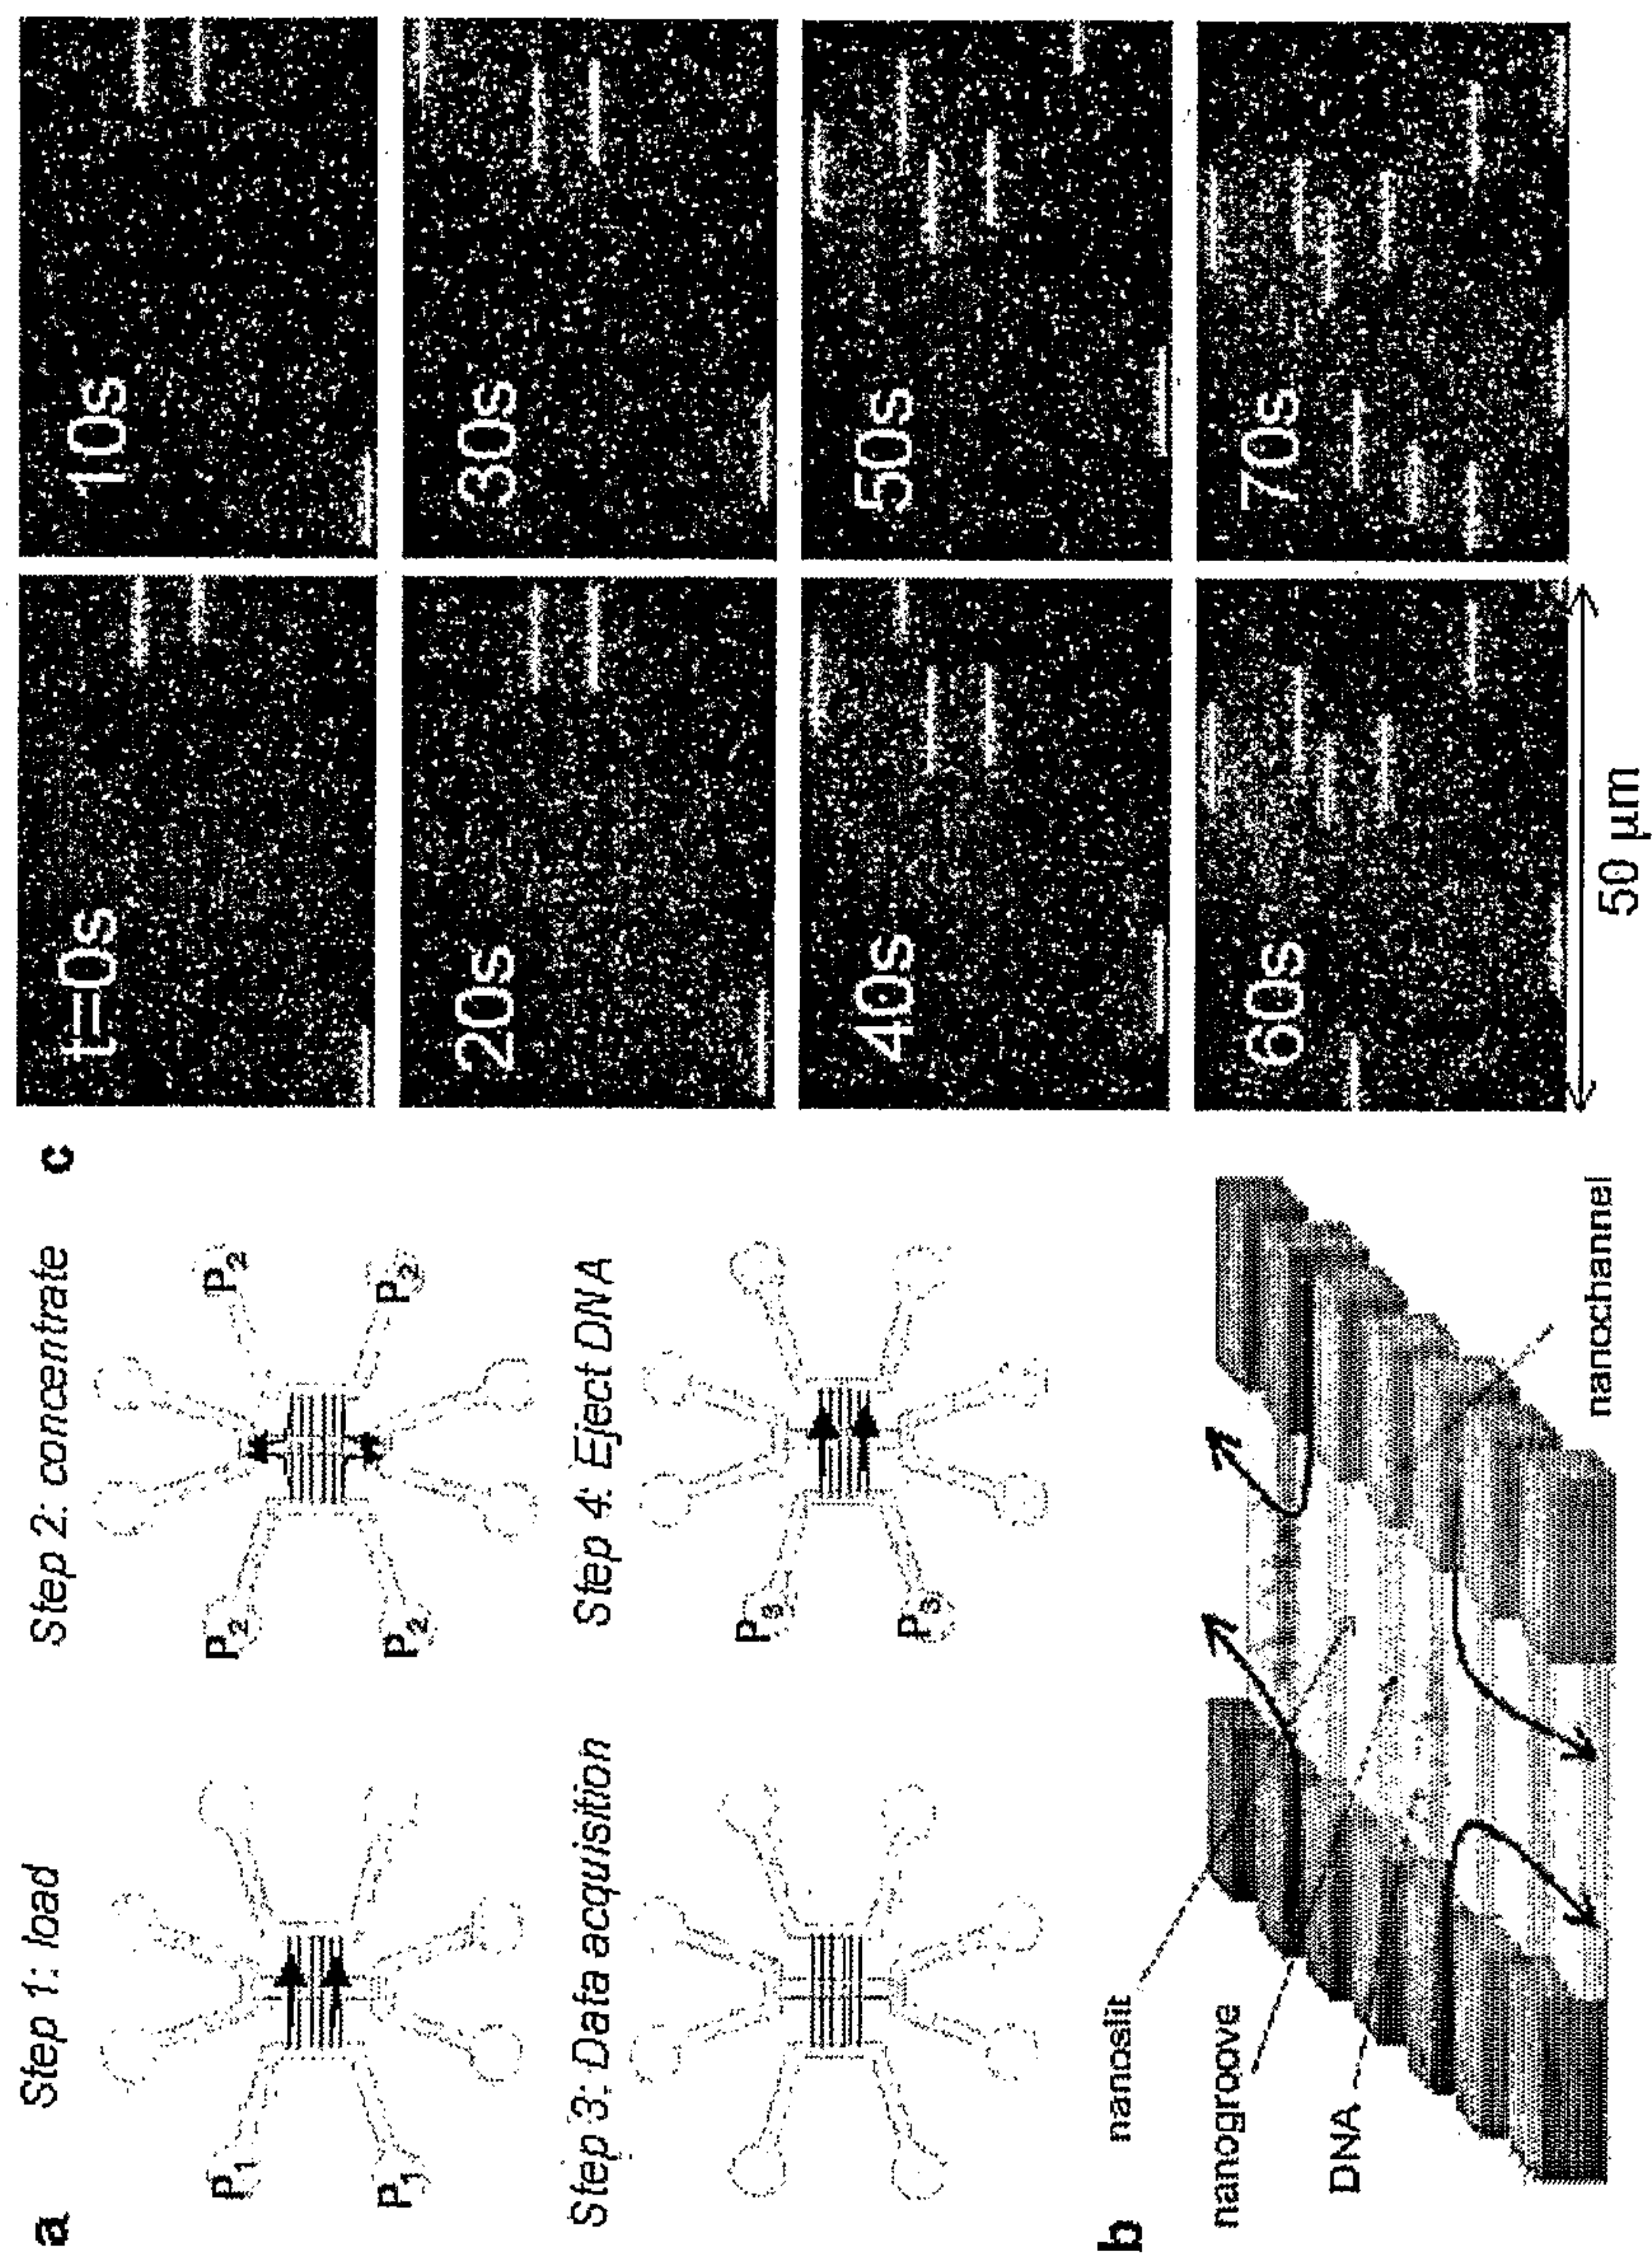 a
Step 1: load
P1
P1
Step 2: concentrate
P2
P2
P2
P2
Step 3: Data acquisition
Step 4: Eject DNA
P3
P3
b
nanoslit
nanogroove
DNA
nanochannel
c
t=0s
10s
20s
30s
40s
50s
60s
70s
50 µm